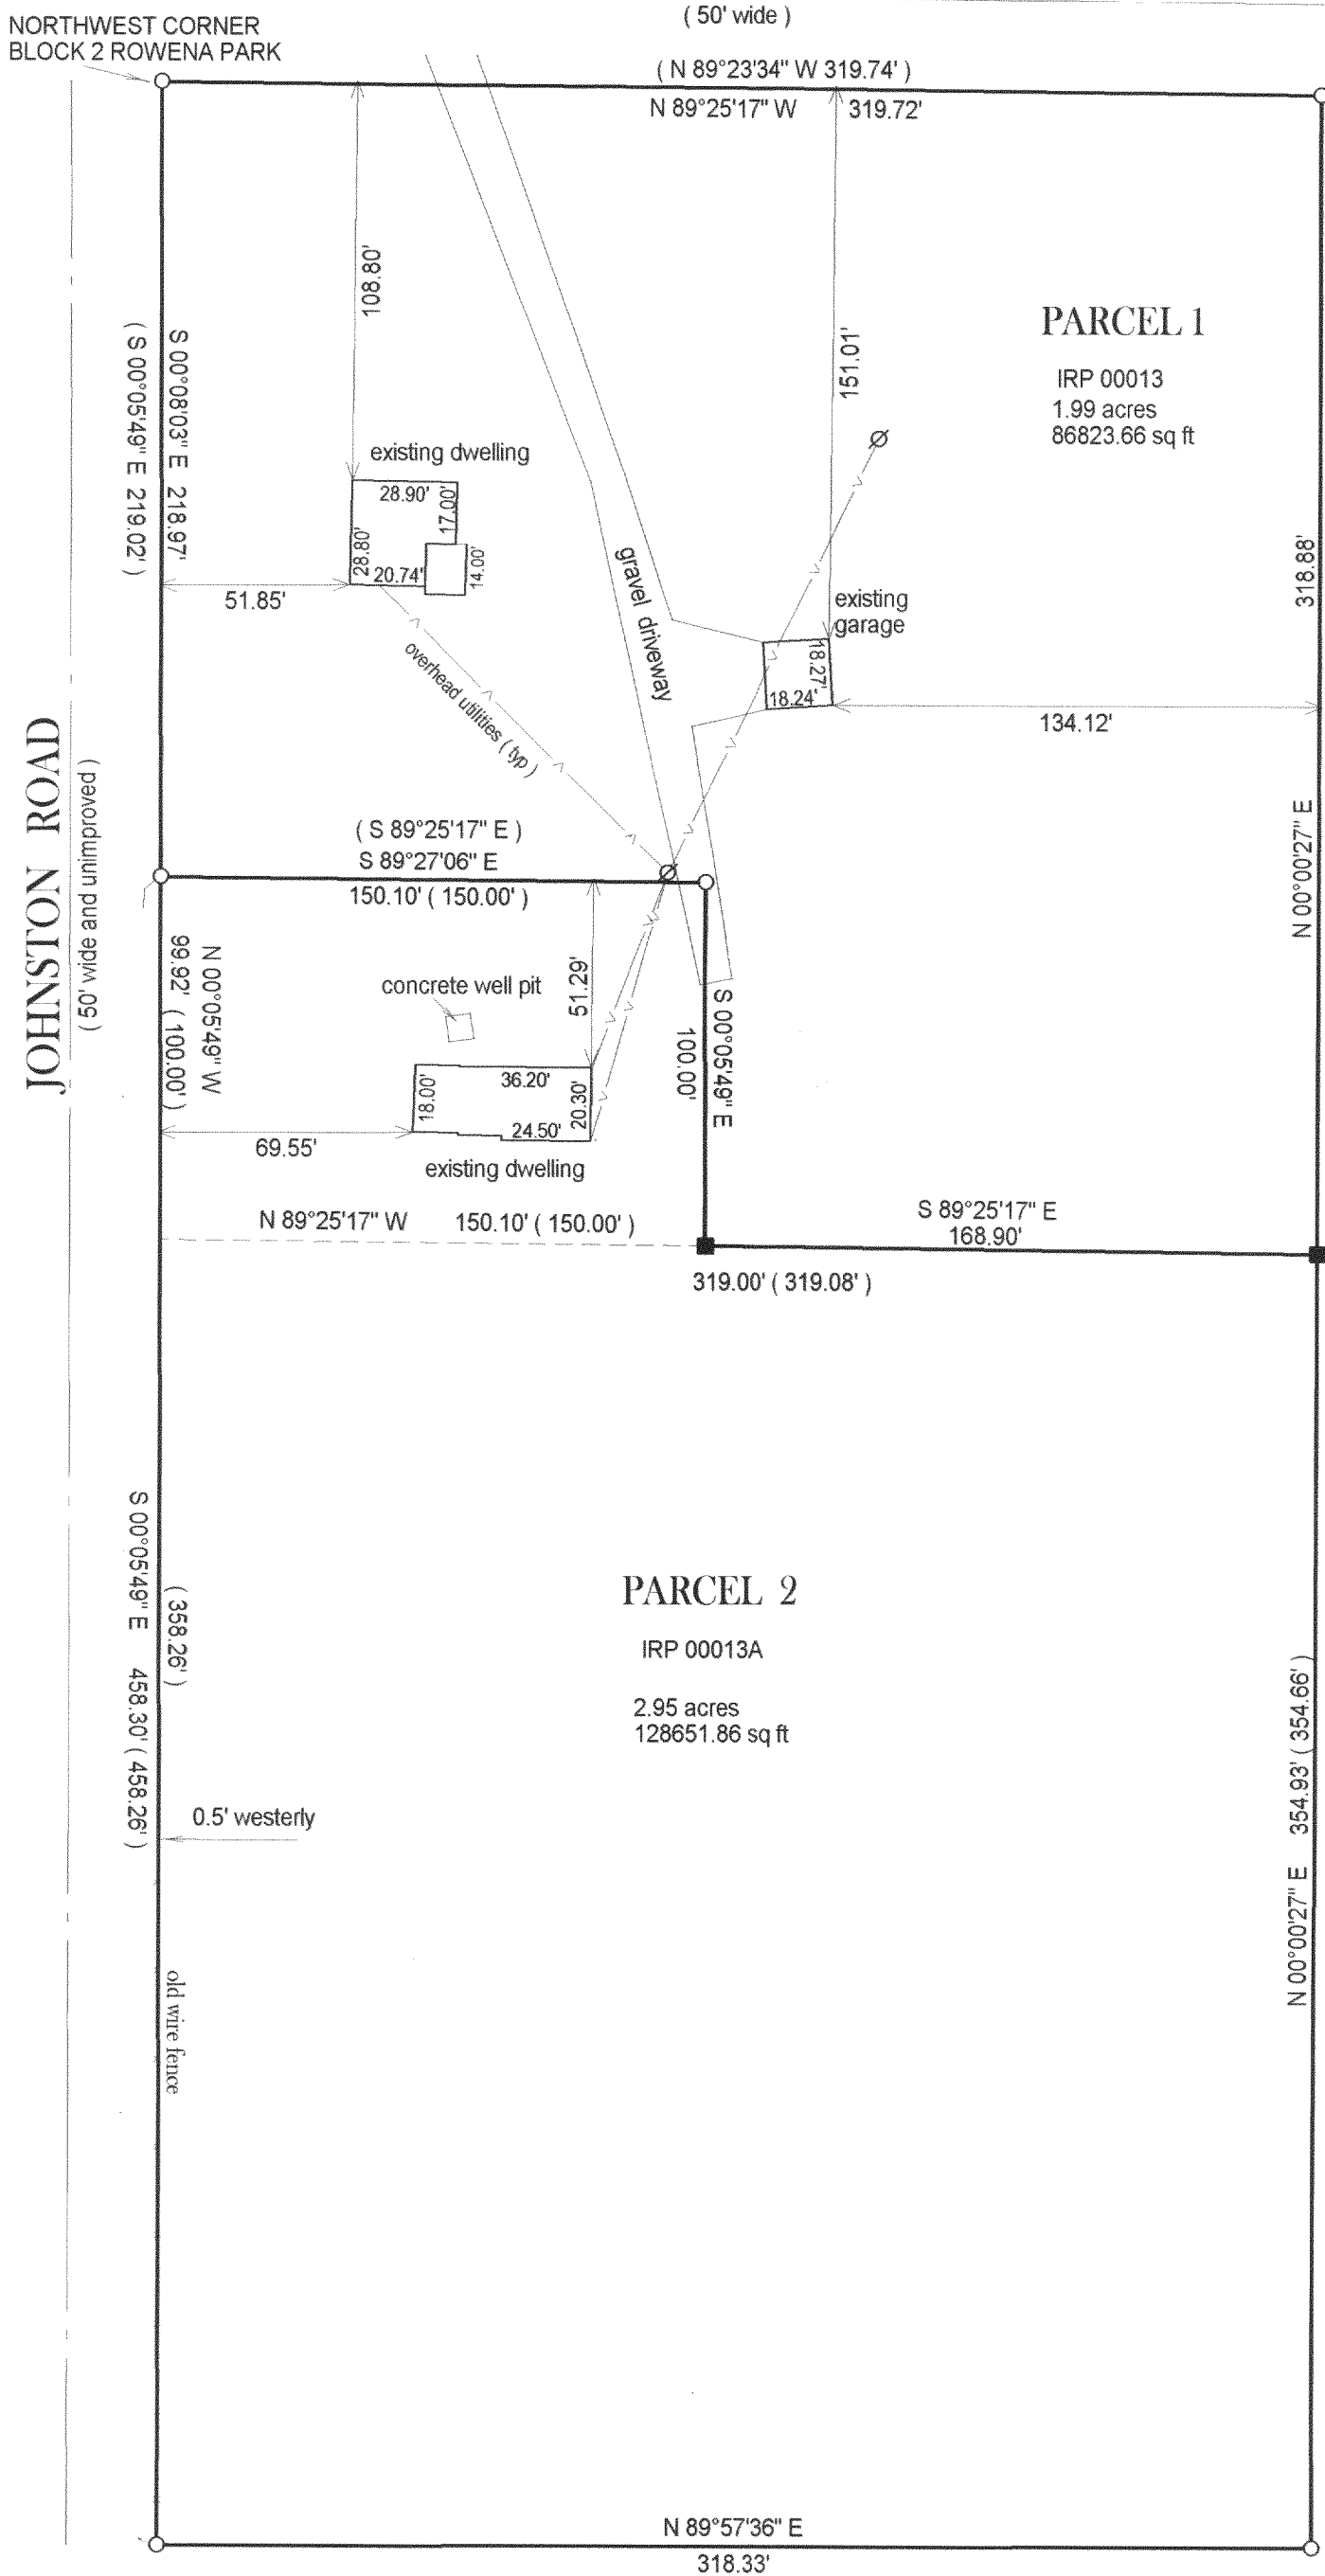 ( 50' wide )
NORTHWEST CORNER
BLOCK 2 ROWENA PARK
( N 89°23'34" W 319.74' )
N 89°25'17" W 319.72'
108.80'
151.01'
PARCEL 1
IRP 00013
1.99 acres
86823.66 sq ft
S 00°08'03" E 218.97'
( S 00°05'49" E 219.02' )
existing dwelling
28.90'
17.00'
28.80'
20.74'
14.00'
51.85'
overhead utilities ( typ )
gravel driveway
existing
garage
18.27'
18.24'
134.12'
318.88'
N 00°00'27" E
JOHNSTON ROAD
( 50' wide and unimproved )
( S 89°25'17" E )
S 89°27'06" E
150.10' ( 150.00' )
N 00°05'49" W
99.92' ( 100.00' )
concrete well pit
51.29'
36.20'
18.00'
20.30'
24.50'
69.55'
existing dwelling
S 00°05'49" E
100.00'
N 89°25'17" W 150.10' ( 150.00' )
S 89°25'17" E
168.90'
319.00' ( 319.08' )
PARCEL 2
IRP 00013A
2.95 acres
128651.86 sq ft
( 358.26' )
S 00°05'49" E 458.30' ( 458.26' )
0.5' westerly
old wire fence
N 00°00'27" E 354.93' ( 354.66' )
N 89°57'36" E
318.33'